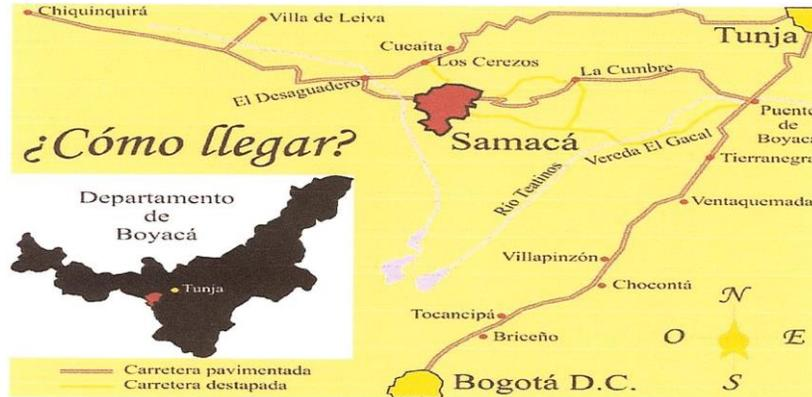 Chiquinquirá
Villa de Leiva
Tunja
Cucaita
Los Cerezos
La Cumbre
El Desaguadero
Puente
de
Boyacá
¿Cómo llegar?
Samacá
Vereda El Gacal
Tierranegra
Río Teatinos
Departamento
de
Boyacá
Ventaquemada
Tunja
Villapinzón
Chocontá
N
Tocancipá
O
E
Briceño
Carretera pavimentada
Carretera destapada
Bogotá D.C.
S